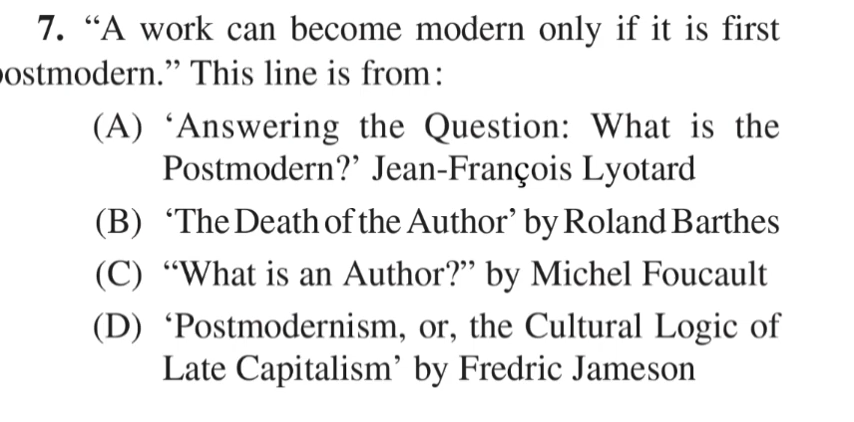 7. “A work can become modern only if it is first
postmodern.” This line is from:
(A) ‘Answering the Question: What is the
Postmodern?’ Jean-François Lyotard
(B) ‘The Death of the Author’ by Roland Barthes
(C) “What is an Author?” by Michel Foucault
(D) ‘Postmodernism, or, the Cultural Logic of
Late Capitalism’ by Fredric Jameson